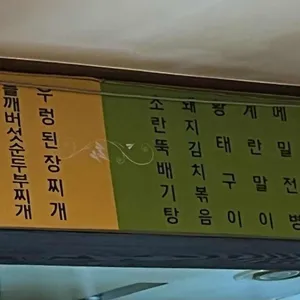 들깨버섯순두부찌개
우렁된장찌개
돼지김치볶음
황태구이
계란말이
메밀전병